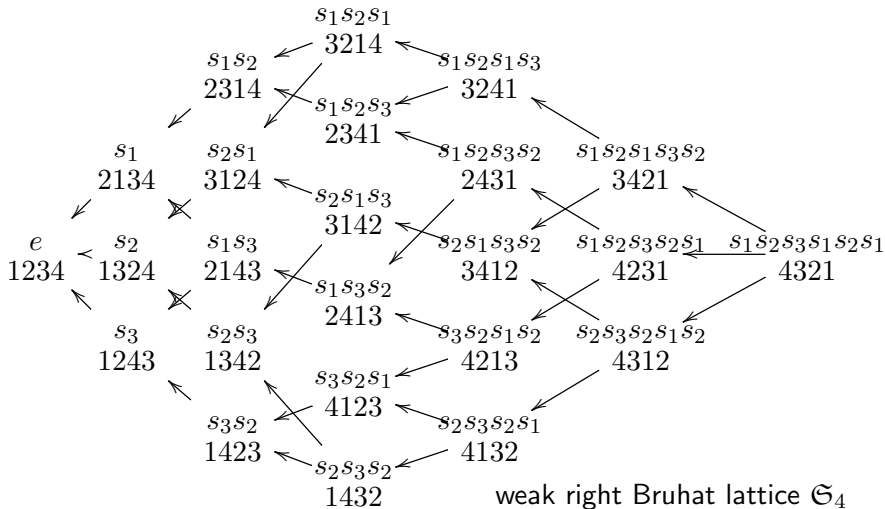 s₁s₂s₁
3214
s₁s₂
2314
s₁s₂s₁s₃
3241
s₁s₂s₃
2341
s₁
2134
s₂s₁
3124
s₁s₂s₃s₂
2431
s₁s₂s₁s₃s₂
3421
s₂s₁s₃
3142
e
1234
s₂
1324
s₁s₃
2143
s₂s₁s₃s₂
3412
s₁s₂s₃s₂s₁
4231
s₁s₂s₃s₁s₂s₁
4321
s₁s₃s₂
2413
s₃
1243
s₂s₃
1342
s₃s₂s₁s₂
4213
s₂s₃s₂s₁s₂
4312
s₃s₂s₁
4123
s₃s₂
1423
s₂s₃s₂s₁
4132
s₂s₃s₂
1432
weak right Bruhat lattice 𝔖₄